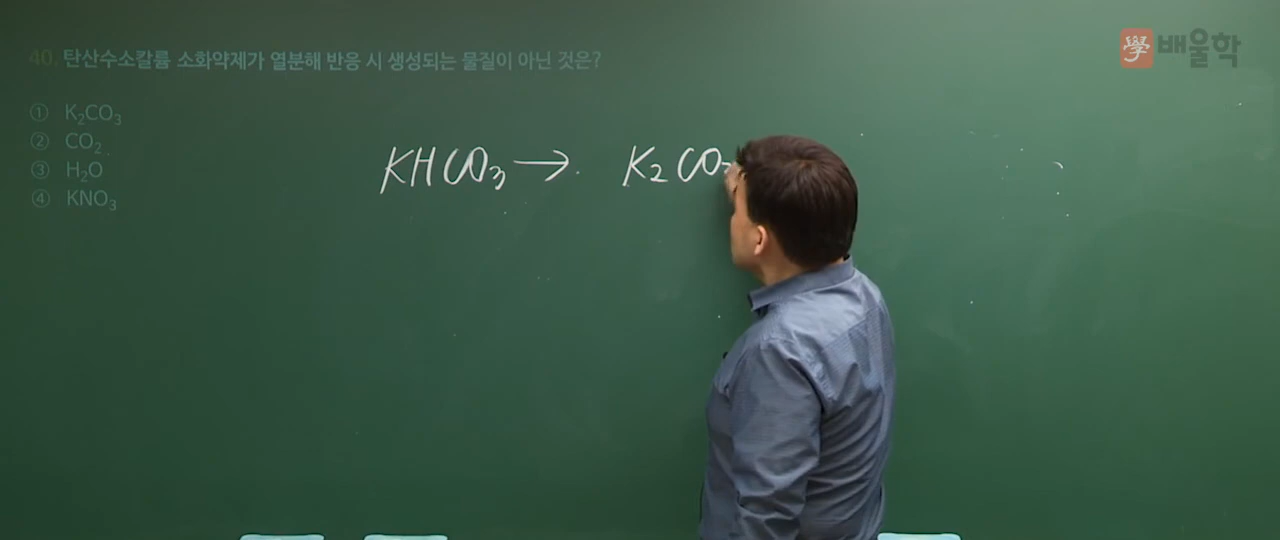 學 배울학
40. 탄산수소칼륨 소화약제가 열분해 반응 시 생성되는 물질이 아닌 것은?
① K₂CO₃
② CO₂
③ H₂O
④ KNO₃
KHCO₃ → K₂CO